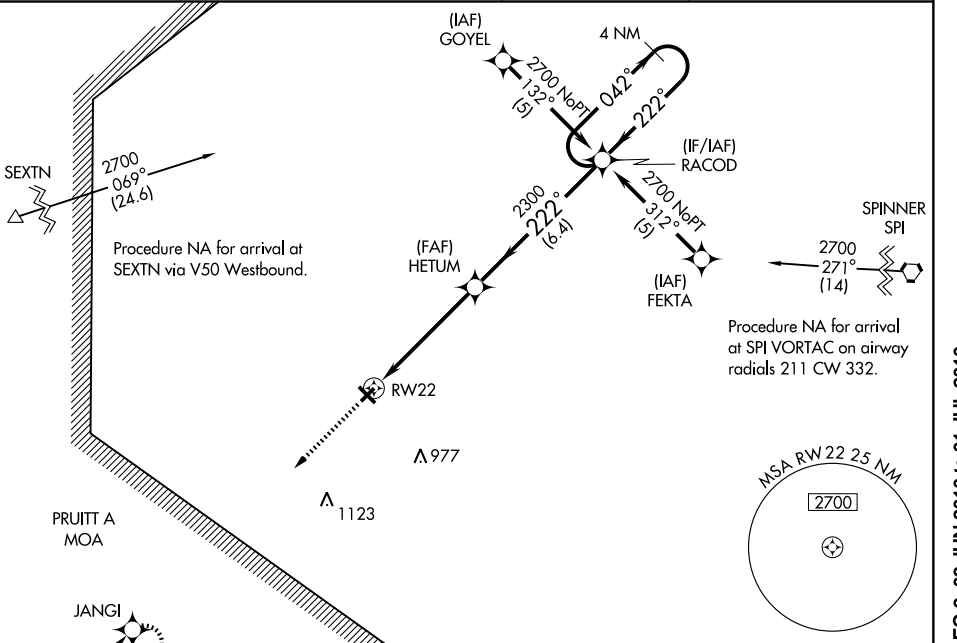 (IAF)
GOYEL
4 NM
2700 NoPT
132°
(5)
042°
222°
(IF/IAF)
RACOD
SEXTN
2700
069°
(24.6)
2300
222°
(6.4)
2700 NoPT
312°
(5)
SPINNER
SPI
Procedure NA for arrival at
SEXTN via V50 Westbound.
(FAF)
HETUM
(IAF)
FEKTA
2700
271°
(14)
Procedure NA for arrival
at SPI VORTAC on airway
radials 211 CW 332.
RW22
977
1123
MSA RW 22 25 NM
2700
PRUITT A
MOA
JANGI